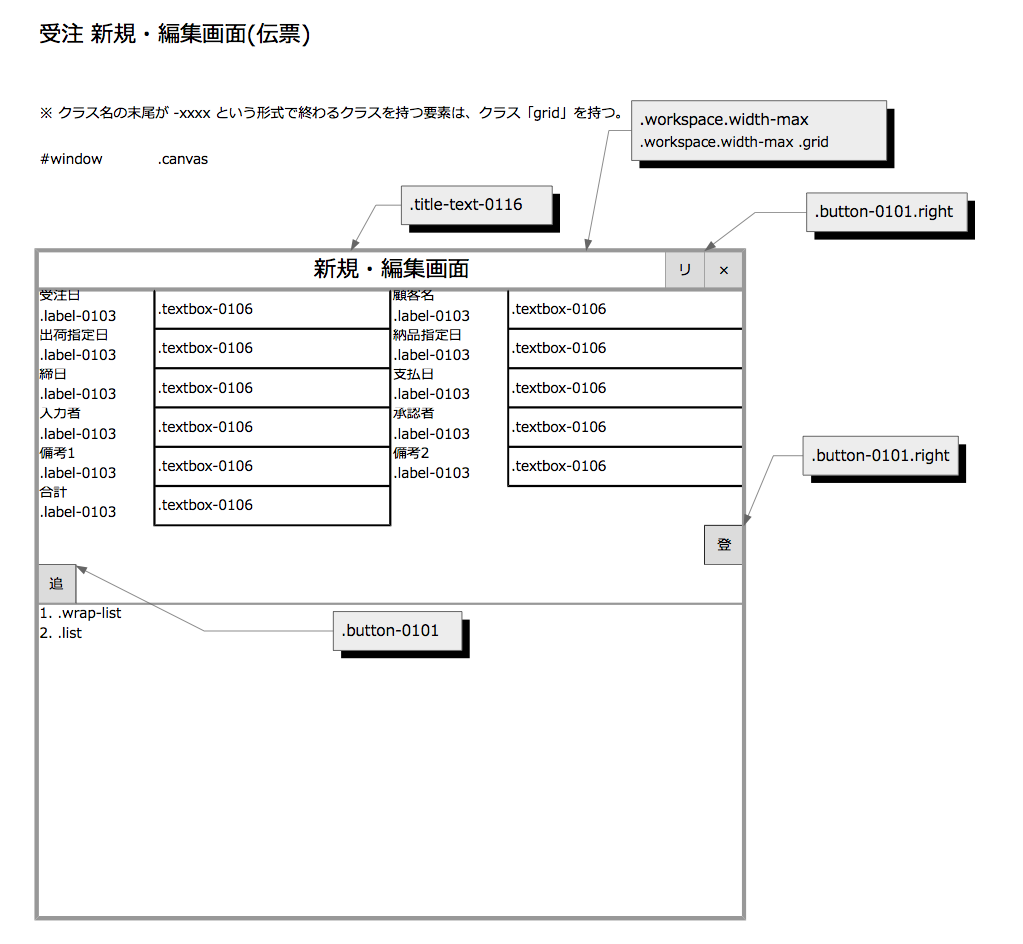 受注 新規・編集画面(伝票)
※ クラス名の末尾が -xxxx という形式で終わるクラスを持つ要素は、クラス「grid」を持つ。
.workspace.width-max
.workspace.width-max .grid
#window .canvas
.title-text-0116
.button-0101.right
新規・編集画面
リ
×
受注日
.label-0103
.textbox-0106
顧客名
.label-0103
.textbox-0106
出荷指定日
.label-0103
.textbox-0106
納品指定日
.label-0103
.textbox-0106
締日
.label-0103
.textbox-0106
支払日
.label-0103
.textbox-0106
入力者
.label-0103
.textbox-0106
承認者
.label-0103
.textbox-0106
備考1
.label-0103
.textbox-0106
備考2
.label-0103
.textbox-0106
.button-0101.right
合計
.label-0103
.textbox-0106
登
追
1. .wrap-list
2. .list
.button-0101